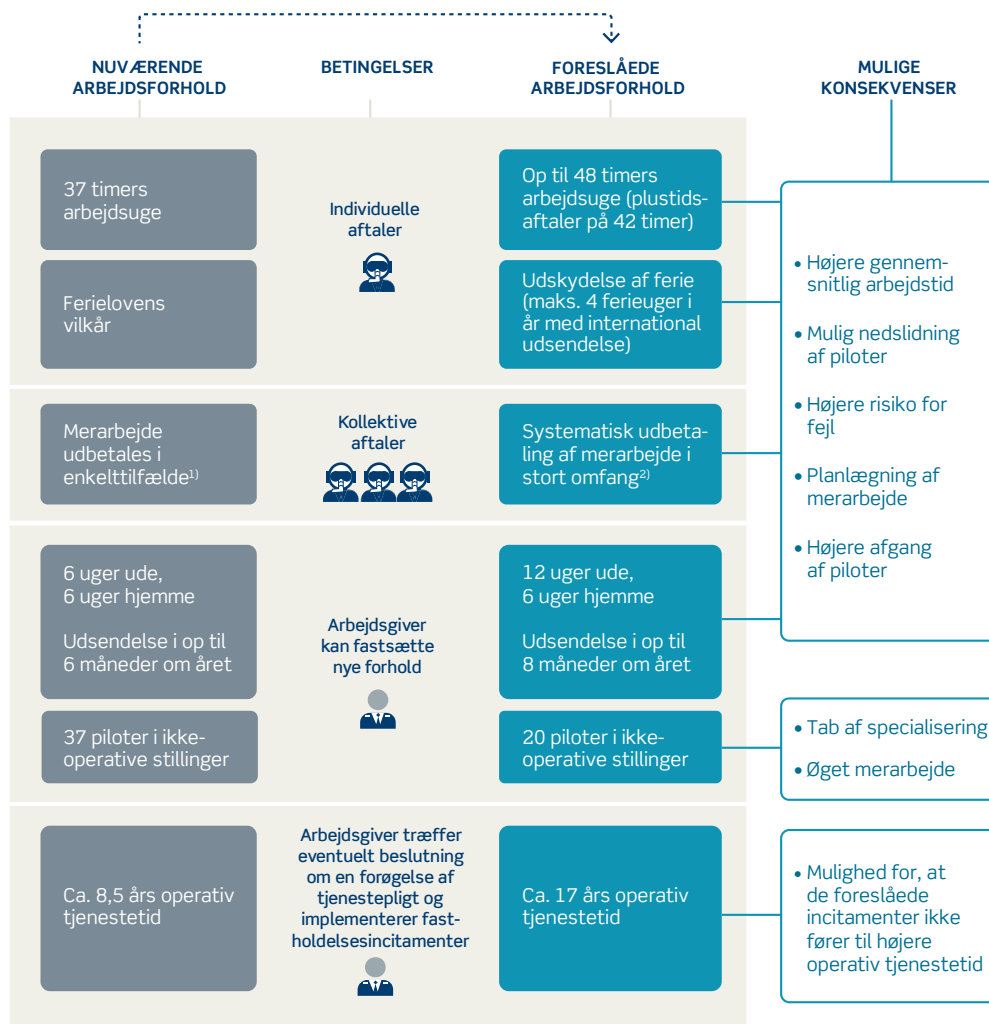 NUVÆRENDE
ARBEJDSFORHOLD
BETINGELSER
FORESLÅEDE
ARBEJDSFORHOLD
MULIGE
KONSEKVENSER
37 timers
arbejdsuge
Individuelle
aftaler
Op til 48 timers
arbejdsuge (plustids-
aftaler på 42 timer)
Ferielovens
vilkår
Udskydelse af ferie
(maks. 4 ferieuger i
år med international
udsendelse)
Merarbejde
udbetales i
enkelttilfælde1)
Kollektive
aftaler
Systematisk udbeta-
ling af merarbejde i
stort omfang2)
6 uger ude,
6 uger hjemme
Udsendelse i op til
6 måneder om året
Arbejdsgiver
kan fastsætte
nye forhold
12 uger ude,
6 uger hjemme
Udsendelse i op til
8 måneder om året
• Højere gennem-
snitlig arbejdstid
• Mulig nedslidning
af piloter
• Højere risiko for
fejl
• Planlægning af
merarbejde
• Højere afgang
af piloter
37 piloter i ikke-
operative stillinger
20 piloter i ikke-
operative stillinger
• Tab af specialisering
• Øget merarbejde
Ca. 8,5 års operativ
tjenestetid
Arbejdsgiver træffer
eventuelt beslutning
om en forøgelse af
tjenestepligt og
implementerer fast-
holdelsesincitamenter
Ca. 17 års operativ
tjenestetid
• Mulighed for, at
de foreslåede
incitamenter ikke
fører til højere
operativ tjenestetid